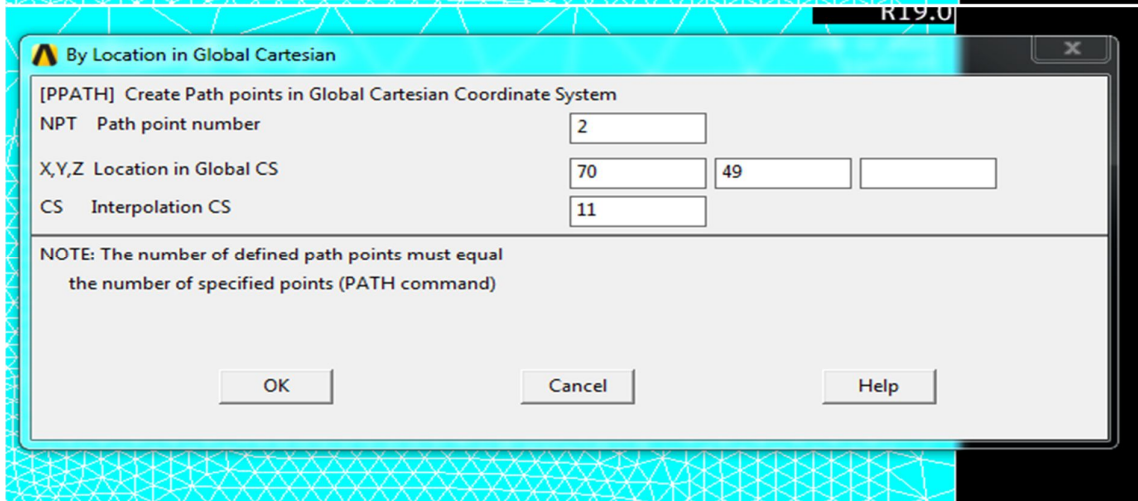 R19.0
By Location in Global Cartesian
x
[PPATH] Create Path points in Global Cartesian Coordinate System
NPT Path point number 2
X,Y,Z Location in Global CS 70 49
CS Interpolation CS 11
NOTE: The number of defined path points must equal
the number of specified points (PATH command)
OK Cancel Help